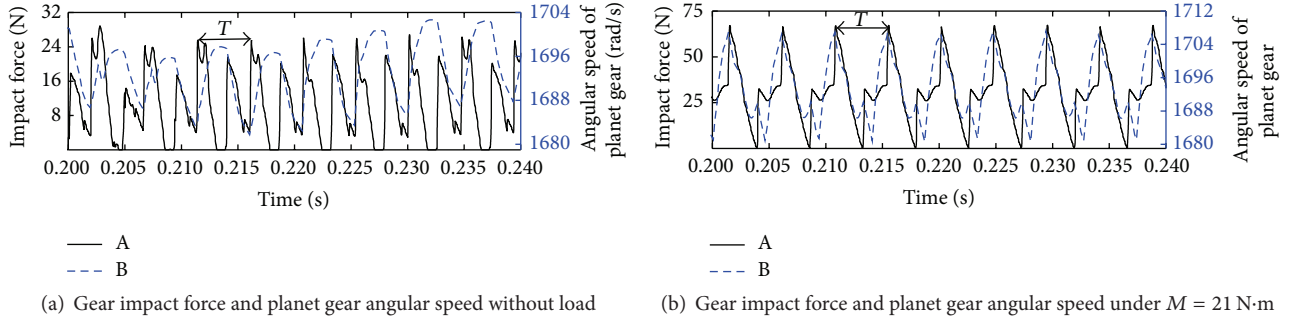 Impact force (N)
32
24
16
8
T
1704
1696
1688
1680
Angular speed of
planet gear (rad/s)
0.200 0.205 0.210 0.215 0.220 0.225 0.230 0.235 0.240
Time (s)
A
B
(a) Gear impact force and planet gear angular speed without load
Impact force (N)
75
50
25
T
1712
1704
1696
1688
1680
Angular speed of
planet gear
0.200 0.205 0.210 0.215 0.220 0.225 0.230 0.235 0.240
Time (s)
A
B
(b) Gear impact force and planet gear angular speed under M = 21 N·m